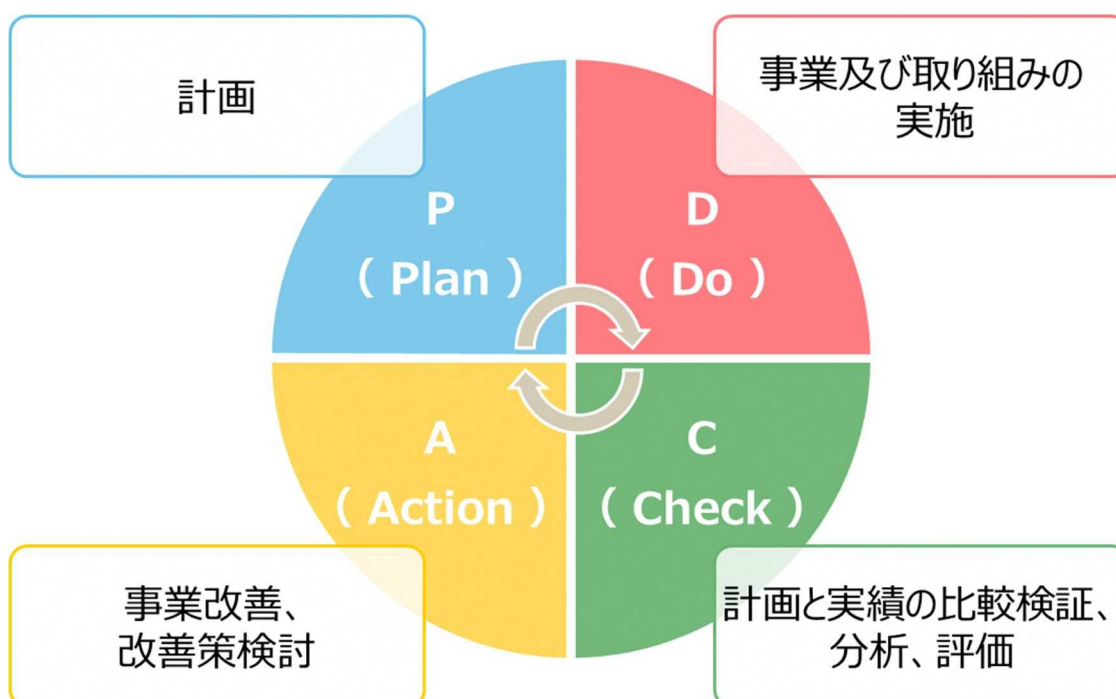 計画
事業及び取り組みの
実施
P
( Plan )
D
( Do )
A
( Action )
C
( Check )
事業改善、
改善策検討
計画と実績の比較検証、
分析、評価